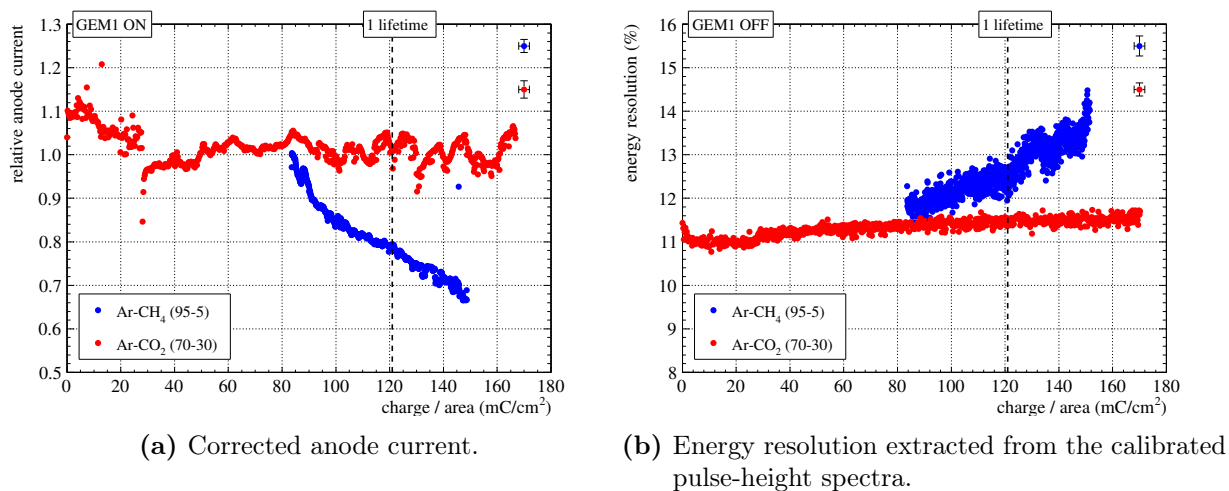 GEM1 ON
1 lifetime
relative anode current
1.3
1.2
1.1
1.0
0.9
0.8
0.7
0.6
0.5
Ar-CH4 (95-5)
Ar-CO2 (70-30)
0 20 40 60 80 100 120 140 160 180
charge / area (mC/cm²)
(a) Corrected anode current.
GEM1 OFF
1 lifetime
energy resolution (%)
16
15
14
13
12
11
10
9
8
Ar-CH4 (95-5)
Ar-CO2 (70-30)
0 20 40 60 80 100 120 140 160 180
charge / area (mC/cm²)
(b) Energy resolution extracted from the calibrated
pulse-height spectra.